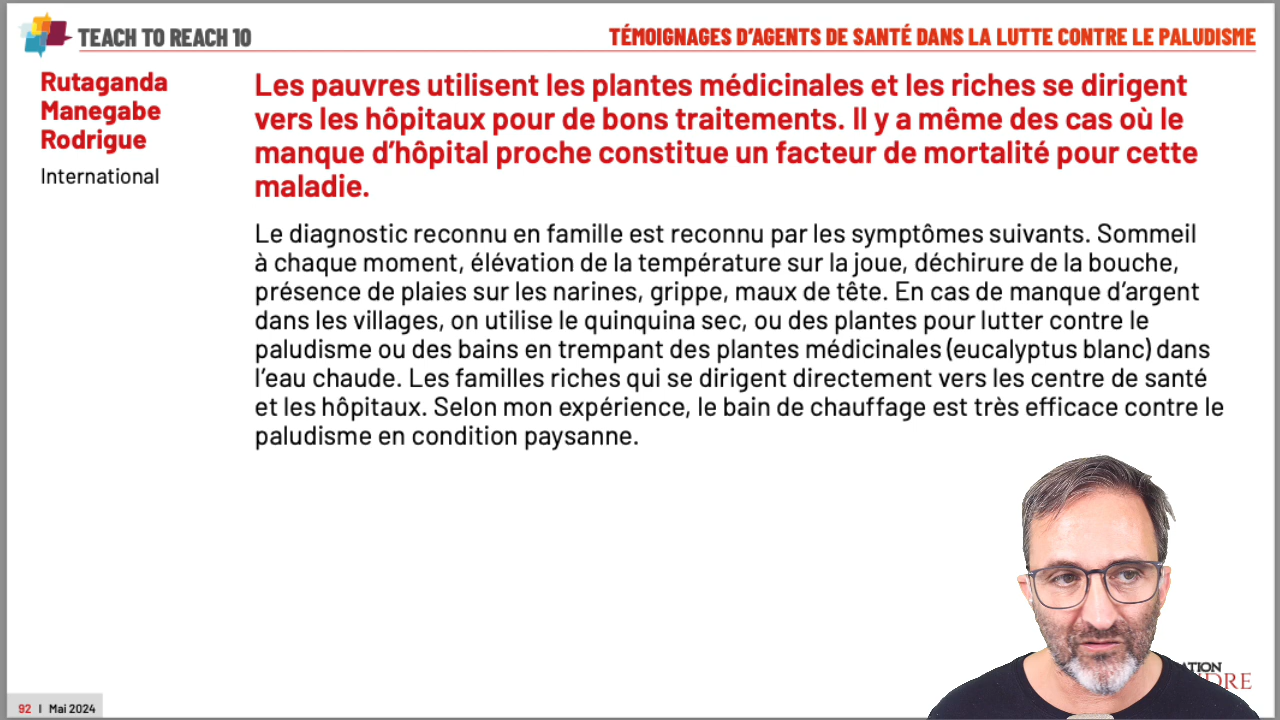 TEACH TO REACH 10
TÉMOIGNAGES D’AGENTS DE SANTÉ DANS LA LUTTE CONTRE LE PALUDISME
Rutaganda
Manegabe
Rodrigue
International
Les pauvres utilisent les plantes médicinales et les riches se dirigent
vers les hôpitaux pour de bons traitements. Il y a même des cas où le
manque d’hôpital proche constitue un facteur de mortalité pour cette
maladie.
Le diagnostic reconnu en famille est reconnu par les symptômes suivants. Sommeil
à chaque moment, élévation de la température sur la joue, déchirure de la bouche,
présence de plaies sur les narines, grippe, maux de tête. En cas de manque d’argent
dans les villages, on utilise le quinquina sec, ou des plantes pour lutter contre le
paludisme ou des bains en trempant des plantes médicinales (eucalyptus blanc) dans
l’eau chaude. Les familles riches qui se dirigent directement vers les centre de santé
et les hôpitaux. Selon mon expérience, le bain de chauffage est très efficace contre le
paludisme en condition paysanne.
92 | Mai 2024